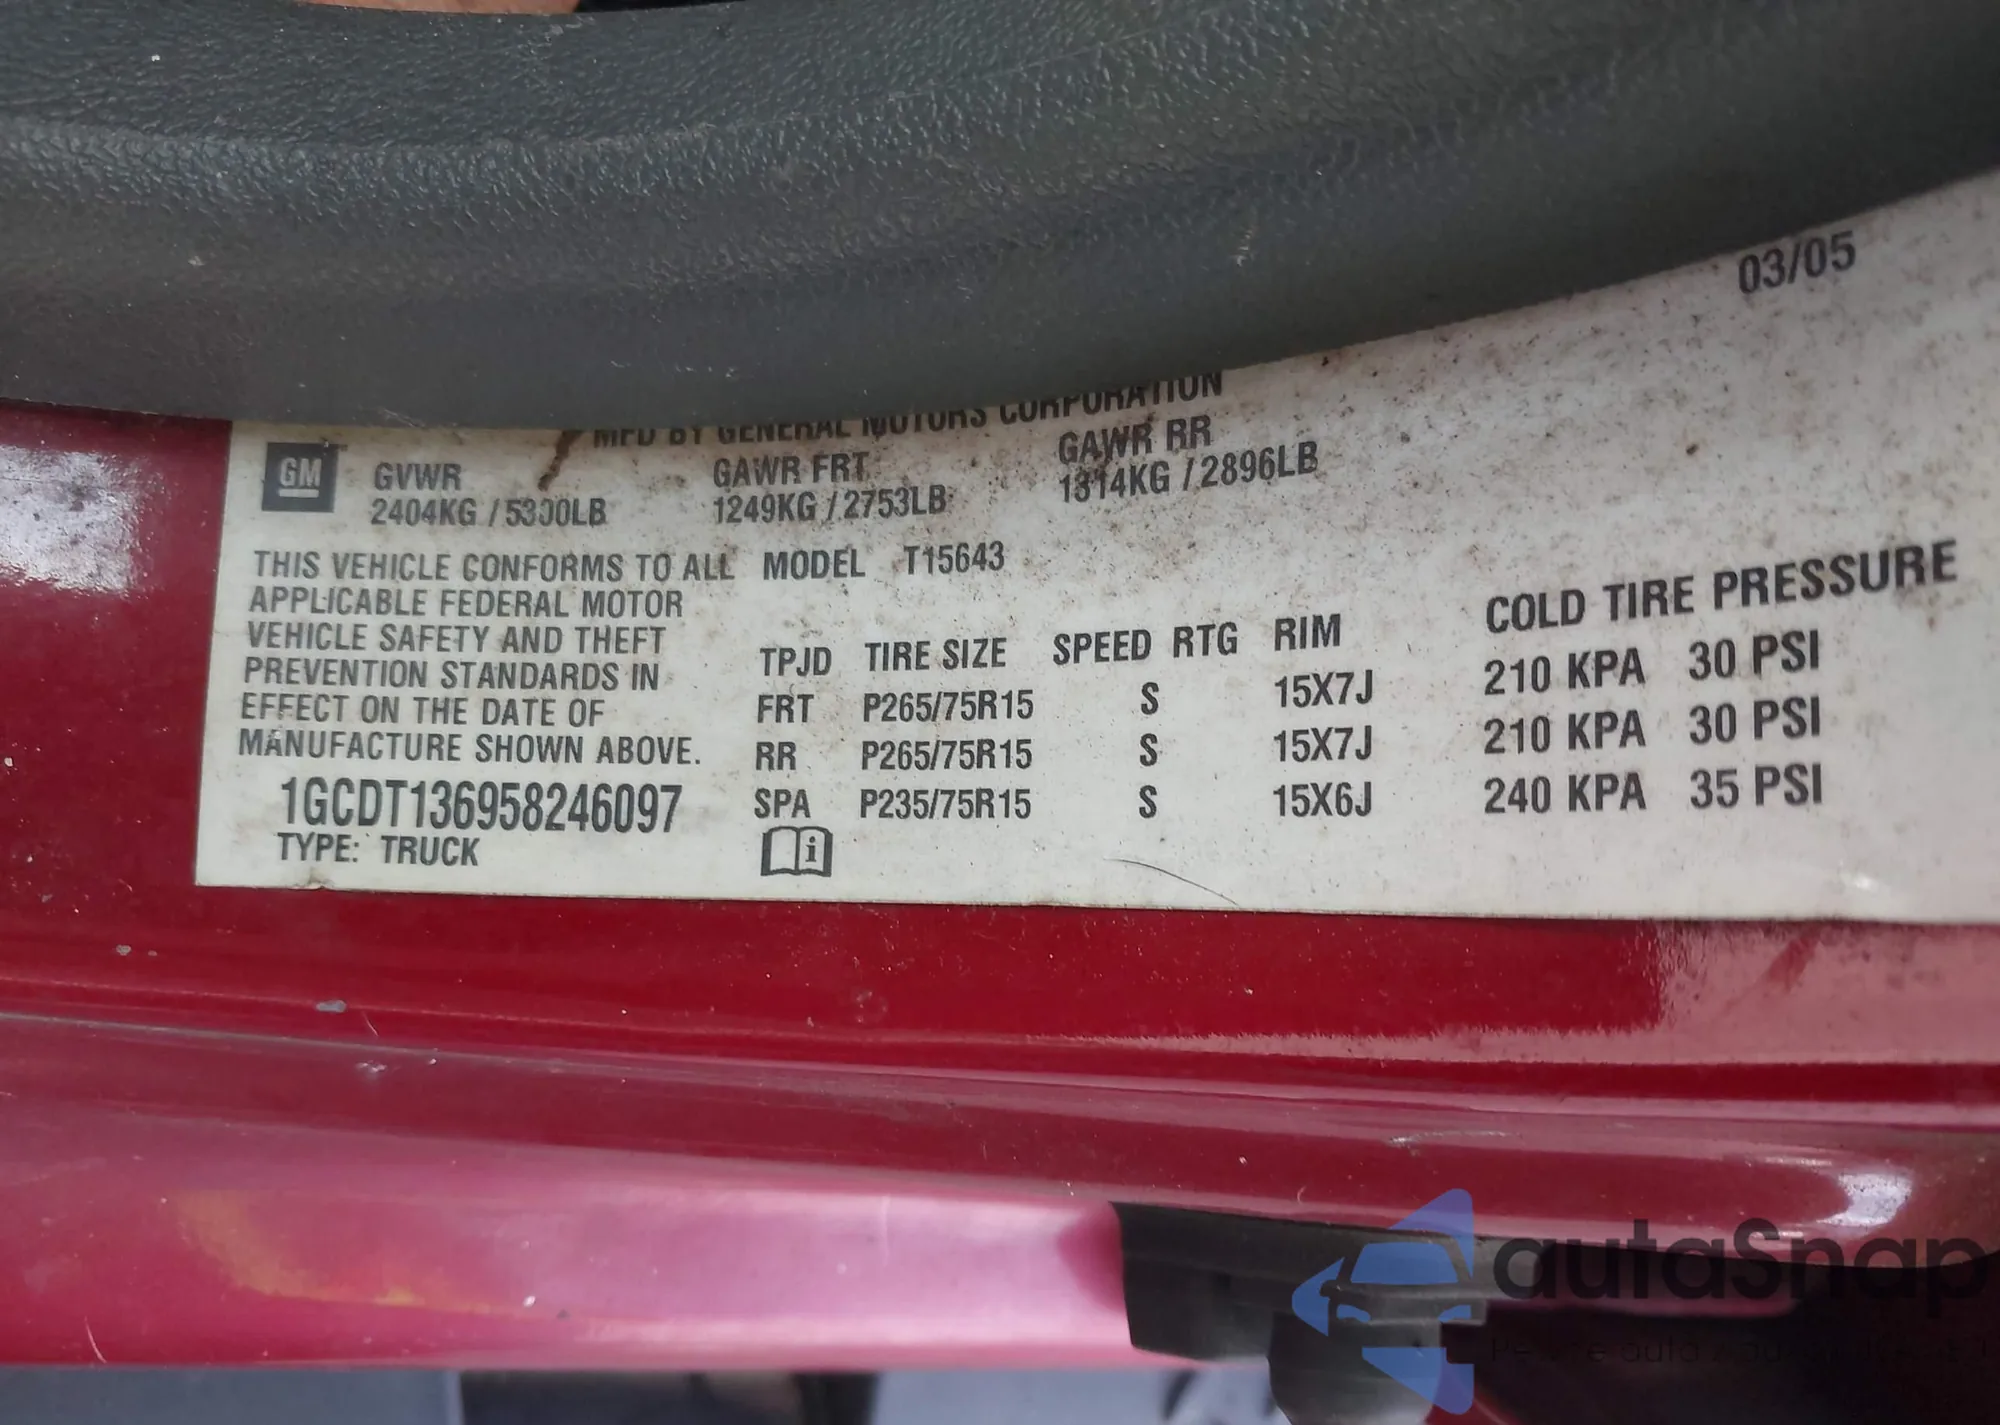 03/05
MFD BY GENERAL MOTORS CORPORATION
GM GVWR GAWR FRT GAWR RR
2404KG / 5300LB 1249KG / 2753LB 1314KG / 2896LB
THIS VEHICLE CONFORMS TO ALL MODEL T15643
APPLICABLE FEDERAL MOTOR
VEHICLE SAFETY AND THEFT
PREVENTION STANDARDS IN
EFFECT ON THE DATE OF
MANUFACTURE SHOWN ABOVE.
1GCDT136958246097
TYPE: TRUCK
TPJD TIRE SIZE SPEED RTG RIM COLD TIRE PRESSURE
FRT P265/75R15 S 15X7J 210 KPA 30 PSI
RR P265/75R15 S 15X7J 210 KPA 30 PSI
SPA P235/75R15 S 15X6J 240 KPA 35 PSI
i
autaSnap